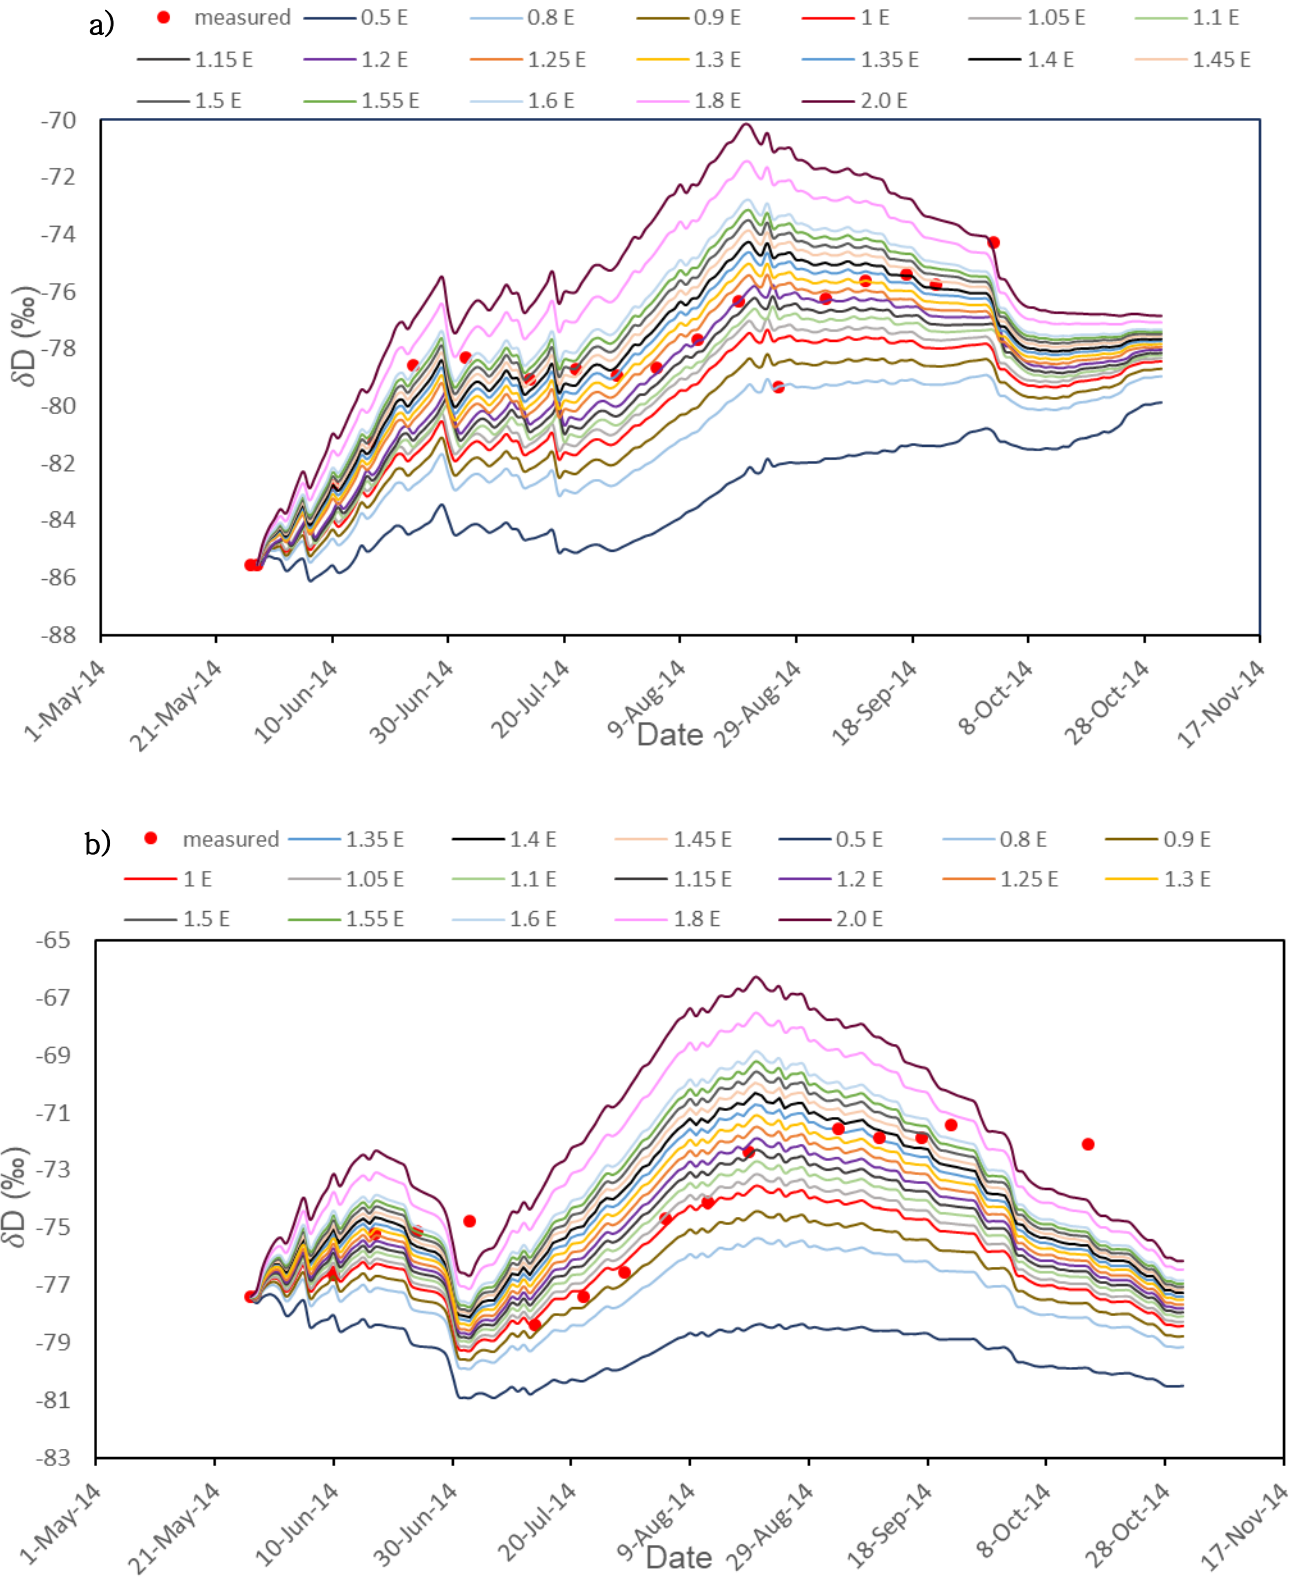 a)
measured 0.5 E 0.8 E 0.9 E 1 E 1.05 E 1.1 E
1.15 E 1.2 E 1.25 E 1.3 E 1.35 E 1.4 E 1.45 E
1.5 E 1.55 E 1.6 E 1.8 E 2.0 E
-70
-72
-74
-76
-78
-80
-82
-84
-86
-88
δD (‰)
1-May-14
21-May-14
10-Jun-14
30-Jun-14
20-Jul-14
9-Aug-14
29-Aug-14
18-Sep-14
8-Oct-14
28-Oct-14
17-Nov-14
Date
b)
measured 1.35 E 1.4 E 1.45 E 0.5 E 0.8 E 0.9 E
1 E 1.05 E 1.1 E 1.15 E 1.2 E 1.25 E 1.3 E
1.5 E 1.55 E 1.6 E 1.8 E 2.0 E
-65
-67
-69
-71
-73
-75
-77
-79
-81
-83
δD (‰)
1-May-14
21-May-14
10-Jun-14
30-Jun-14
20-Jul-14
9-Aug-14
29-Aug-14
18-Sep-14
8-Oct-14
28-Oct-14
17-Nov-14
Date